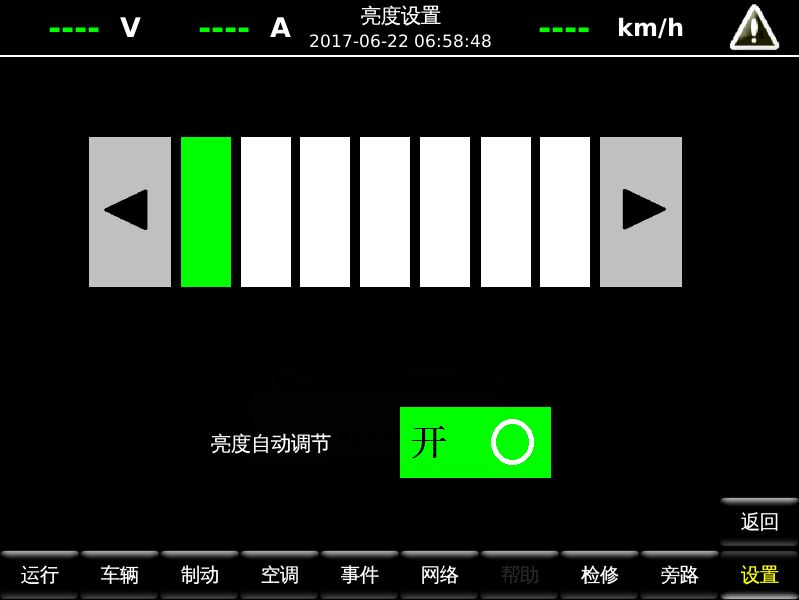 ---- V ---- A 亮度设置 ---- km/h
2017-06-22 06:58:48
亮度自动调节 开
返回
运行 车辆 制动 空调 事件 网络 帮助 检修 旁路 设置